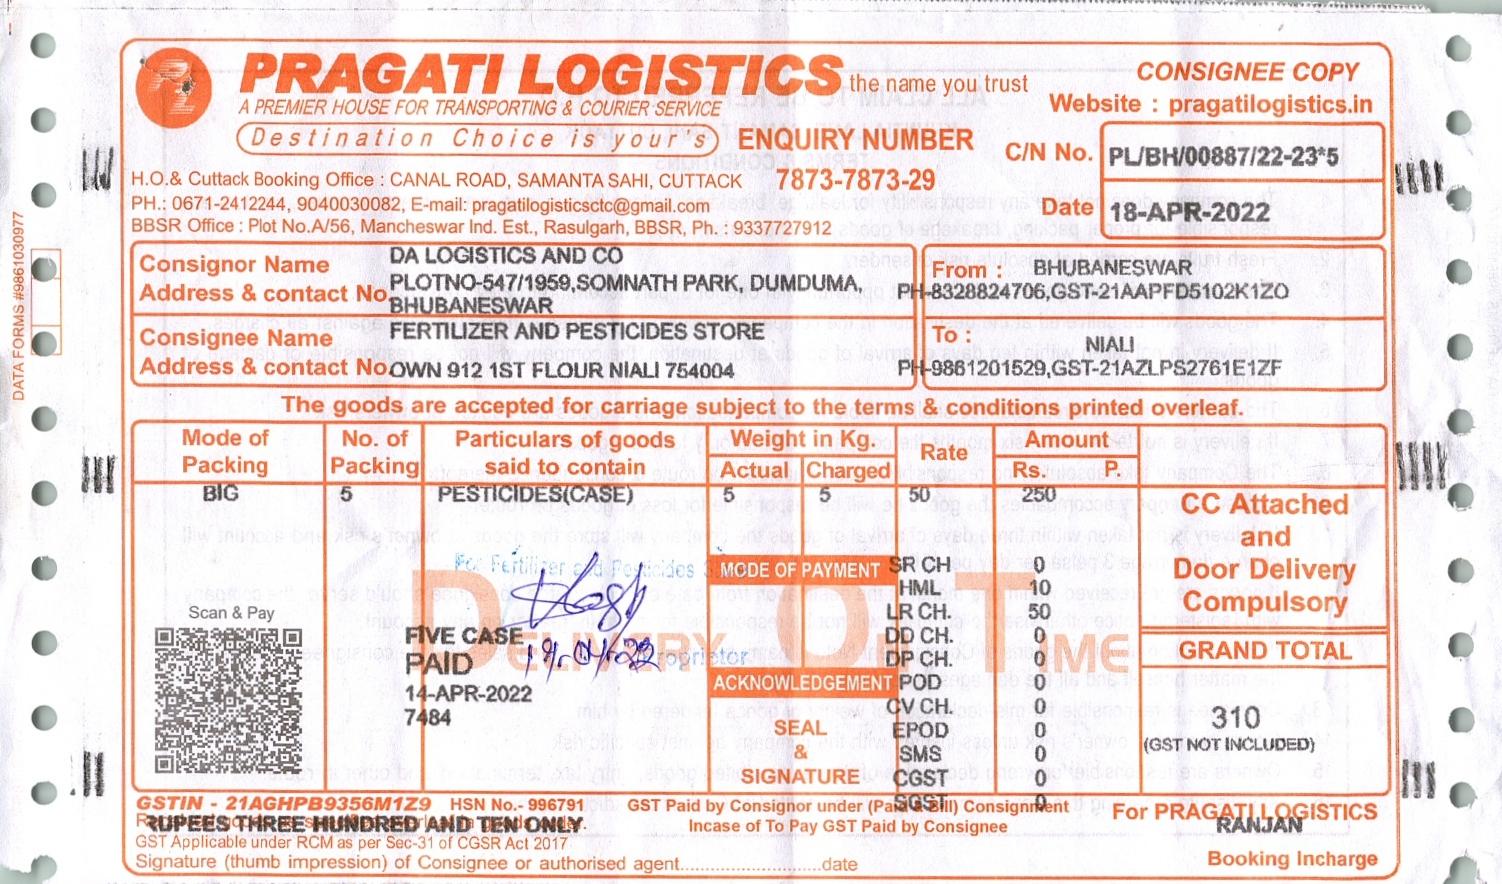 PRAGATI LOGISTICS the name you trust
CONSIGNEE COPY
A PREMIER HOUSE FOR TRANSPORTING & COURIER SERVICE
Website : pragatilogistics.in
Destination Choice is your's
ENQUIRY NUMBER
7873-7873-29
C/N No. PL/BH/00887/22-23*5
H.O.& Cuttack Booking Office : CANAL ROAD, SAMANTA SAHI, CUTTACK
PH.: 0671-2412244, 9040030082, E-mail: pragatilogisticsctc@gmail.com
Date 18-APR-2022
BBSR Office : Plot No.A/56, Mancheswar Ind. Est., Rasulgarh, BBSR, Ph. : 9337727912
DATA FORMS #9861030977
Consignor Name
Address & contact No.
DA LOGISTICS AND CO
PLOTNO-547/1959,SOMNATH PARK, DUMDUMA,
BHUBANESWAR
From : BHUBANESWAR
PH-8328824706,GST-21AAPFD5102K1ZO
Consignee Name
Address & contact No.
FERTILIZER AND PESTICIDES STORE
OWN 912 1ST FLOUR NIALI 754004
To : NIALI
PH-9861201529,GST-21AZLPS2761E1ZF
The goods are accepted for carriage subject to the terms & conditions printed overleaf.
Mode of Packing No. of Packing Particulars of goods said to contain Weight in Kg. Actual Charged Rate Amount Rs. P.
BIG 5 PESTICIDES(CASE) 5 5 50 250
CC Attached
and
Door Delivery
Compulsory
For Fertilizer and Pesticides
MODE OF PAYMENT
SR CH 0
HML 10
LR CH. 50
DD CH. 0
DP CH. 0
ACKNOWLEDGEMENT
POD 0
CV CH. 0
EPOD 0
SMS 0
CGST 0
SGST 0
SEAL
&
SIGNATURE
DELIVERY ON TIME
Scan & Pay
FIVE CASE
PAID
14-APR-2022
7484
Proprietor
GRAND TOTAL
310
(GST NOT INCLUDED)
GSTIN - 21AGHPB9356M1Z9 HSN No.- 996791
RUPEES THREE HUNDRED AND TEN ONLY
GST Applicable under RCM as per Sec-31 of CGSR Act 2017
GST Paid by Consignor under (Paid & Bill) Consignment
Incase of To Pay GST Paid by Consignee
Signature (thumb impression) of Consignee or authorised agent..............................date
For PRAGATI LOGISTICS
RANJAN
Booking Incharge